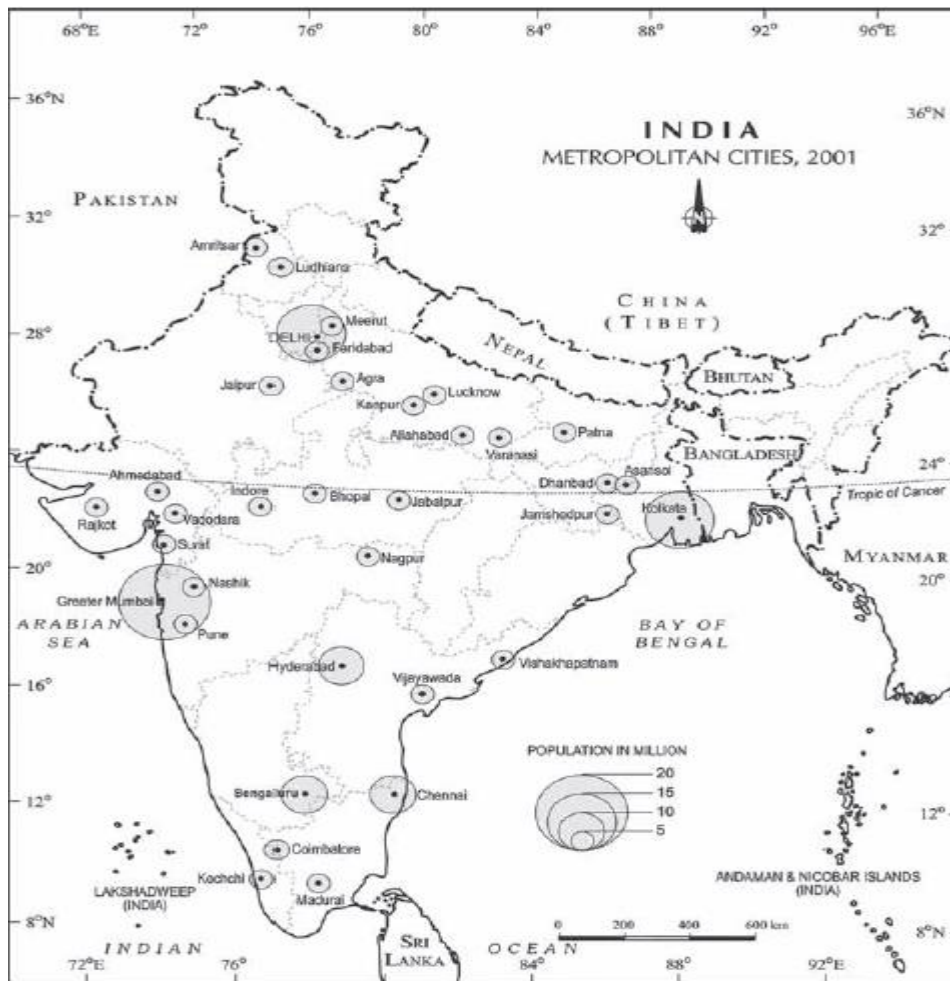 68°E 72° 76° 80° 84° 88° 92° 96°E
36°N
36°N
INDIA
METROPOLITAN CITIES, 2001
N
PAKISTAN
32°
32°
Amritsar
Ludhiana
CHINA
(TIBET)
28°
28°
DELHI
Meerut
Faridabad
NEPAL
BHUTAN
Jaipur
Agra
Lucknow
Kanpur
Allahabad
Varanasi
Patna
BANGLADESH
24°
Asansol
Dhanbad
Tropic of Cancer
Ahmedabad
Indore
Bhopal
Jabalpur
Jamshedpur
Kolkata
Rajkot
Vadodara
Surat
Nagpur
MYANMAR
20°
20°
Nashik
Greater Mumbai
ARABIAN
SEA
Pune
BAY OF
BENGAL
Hyderabad
Vishakhapatnam
Vijayawada
16°
16°
POPULATION IN MILLION
20
15
10
5
Bengalluru
Chennai
12°
12°
Coimbatore
Kochchi
Madurai
LAKSHADWEEP
(INDIA)
ANDAMAN & NICOBAR ISLANDS
(INDIA)
8°N
8°N
0 200 400 600 km
INDIAN
OCEAN
SRI
LANKA
72°E 76° 84° 88° 92°E